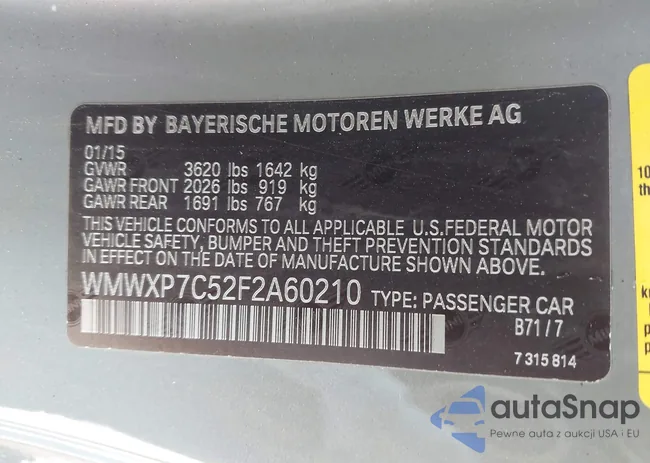 MFD BY BAYERISCHE MOTOREN WERKE AG
01/15
GVWR 3620 lbs 1642 kg
GAWR FRONT 2026 lbs 919 kg
GAWR REAR 1691 lbs 767 kg
THIS VEHICLE CONFORMS TO ALL APPLICABLE U.S.FEDERAL MOTOR
VEHICLE SAFETY, BUMPER AND THEFT PREVENTION STANDARDS
IN EFFECT ON THE DATE OF MANUFACTURE SHOWN ABOVE.
WMWXP7C52F2A60210 TYPE: PASSENGER CAR
B71/7
7 315 814
autoSnap
Pewne auta z aukcji USA i EU